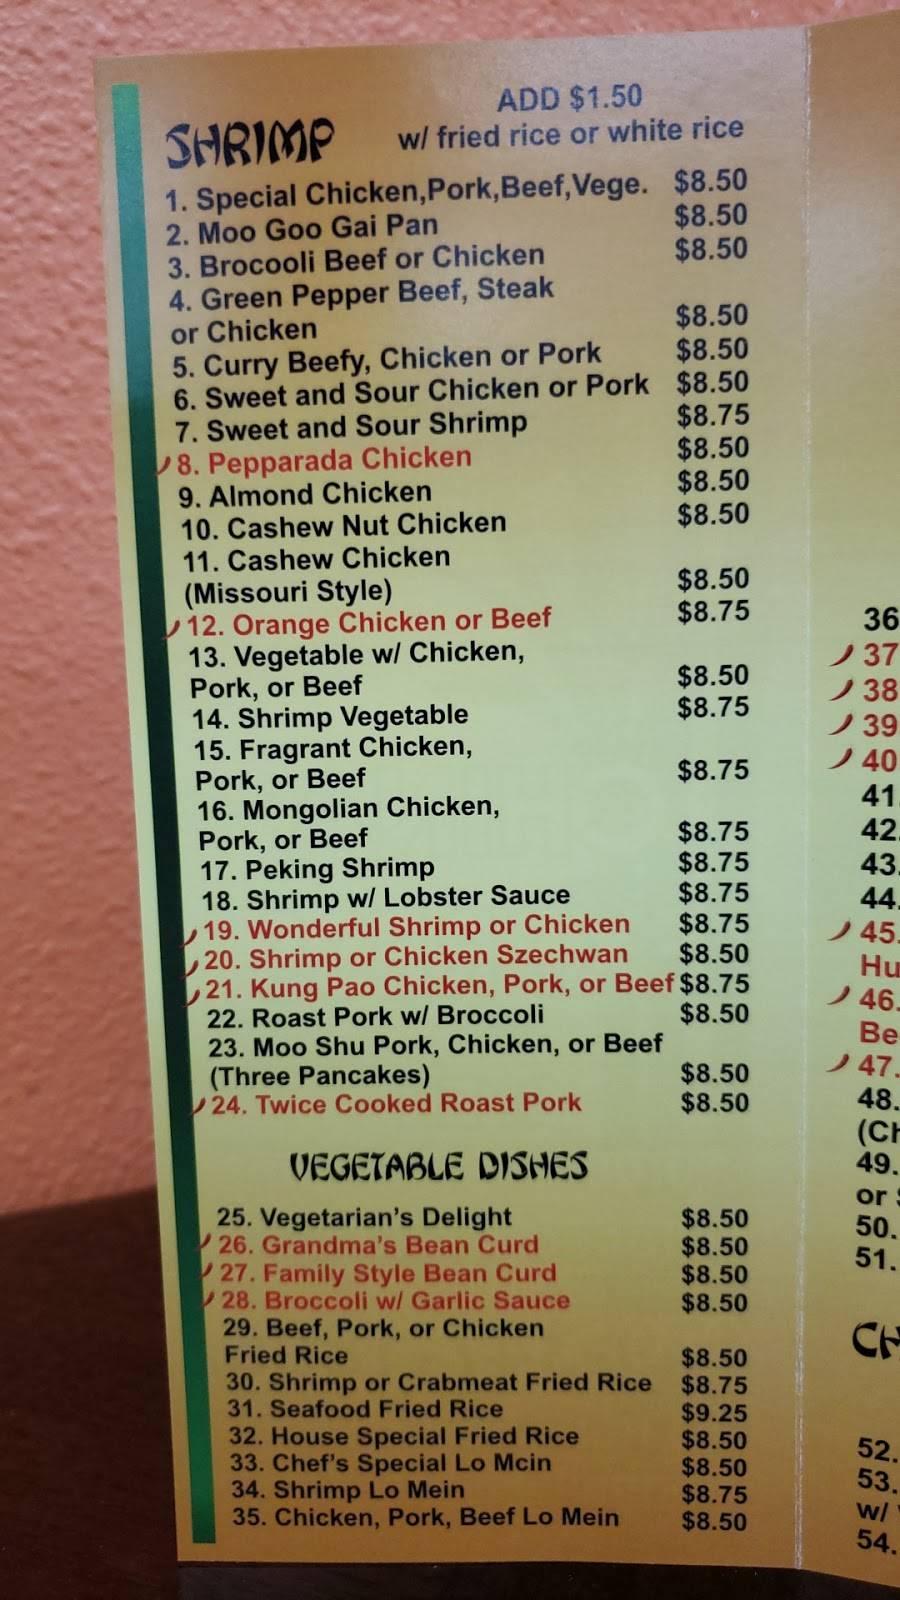 ADD $1.50
SHRIMP w/ fried rice or white rice
1. Special Chicken,Pork,Beef,Vege. $8.50
2. Moo Goo Gai Pan $8.50
3. Brocooli Beef or Chicken $8.50
4. Green Pepper Beef, Steak
or Chicken $8.50
5. Curry Beefy, Chicken or Pork $8.50
6. Sweet and Sour Chicken or Pork $8.50
7. Sweet and Sour Shrimp $8.75
8. Pepparada Chicken $8.50
9. Almond Chicken $8.50
10. Cashew Nut Chicken $8.50
11. Cashew Chicken
(Missouri Style) $8.50
12. Orange Chicken or Beef $8.75
13. Vegetable w/ Chicken,
Pork, or Beef $8.50
14. Shrimp Vegetable $8.75
15. Fragrant Chicken,
Pork, or Beef $8.75
16. Mongolian Chicken,
Pork, or Beef $8.75
17. Peking Shrimp $8.75
18. Shrimp w/ Lobster Sauce $8.75
19. Wonderful Shrimp or Chicken $8.75
20. Shrimp or Chicken Szechwan $8.50
21. Kung Pao Chicken, Pork, or Beef $8.75
22. Roast Pork w/ Broccoli $8.50
23. Moo Shu Pork, Chicken, or Beef
(Three Pancakes) $8.50
24. Twice Cooked Roast Pork $8.50
VEGETABLE DISHES
25. Vegetarian's Delight $8.50
26. Grandma's Bean Curd $8.50
27. Family Style Bean Curd $8.50
28. Broccoli w/ Garlic Sauce $8.50
29. Beef, Pork, or Chicken
Fried Rice $8.50
30. Shrimp or Crabmeat Fried Rice $8.75
31. Seafood Fried Rice $9.25
32. House Special Fried Rice $8.50
33. Chef's Special Lo Mcin $8.50
34. Shrimp Lo Mein $8.75
35. Chicken, Pork, Beef Lo Mein $8.50
36
37
38
39
40
41.
42.
43.
44.
45.
Hu
46.
Be
47.
48.
(Ch
49.
or
50.
51.
CH
52.
53.
w/
54.